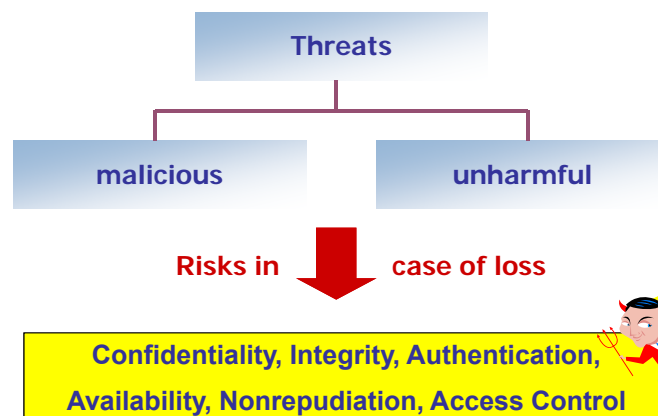 Threats
malicious
unharmful
Risks in case of loss
Confidentiality, Integrity, Authentication,
Availability, Nonrepudiation, Access Control